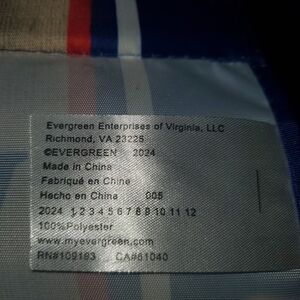 Evergreen Enterprises of Virginia, LLC
Richmond, VA 23225
©EVERGREEN 2024
Made in China
Fabriqué en Chine
Hecho en China 005
2024 1 2 3 4 5 6 7 8 9 10 11 12
100%Polyester
www.myevergreen.com
RN#109193 CA#61040